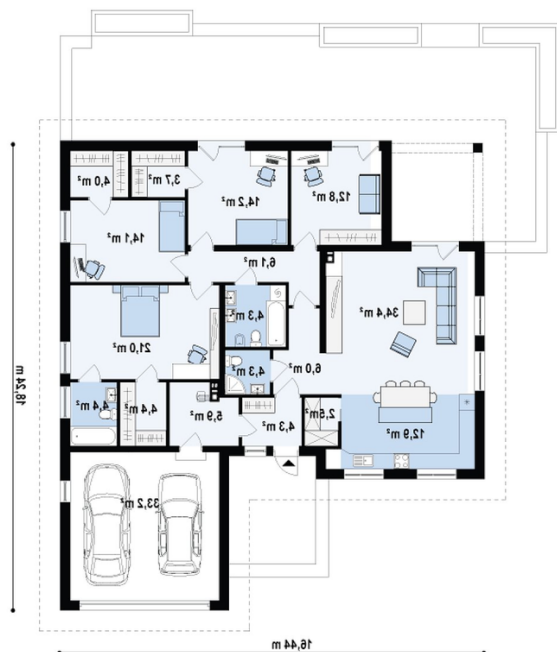 4,0 m²
3,7 m²
14,2 m²
12,8 m²
14,1 m²
6,1 m²
4,3 m²
34,4 m²
21,0 m²
4,3 m²
6,0 m²
4,4 m²
4,4 m²
5,9 m²
4,3 m²
2,5 m²
12,9 m²
33,2 m²
18,24 m
16,44 m